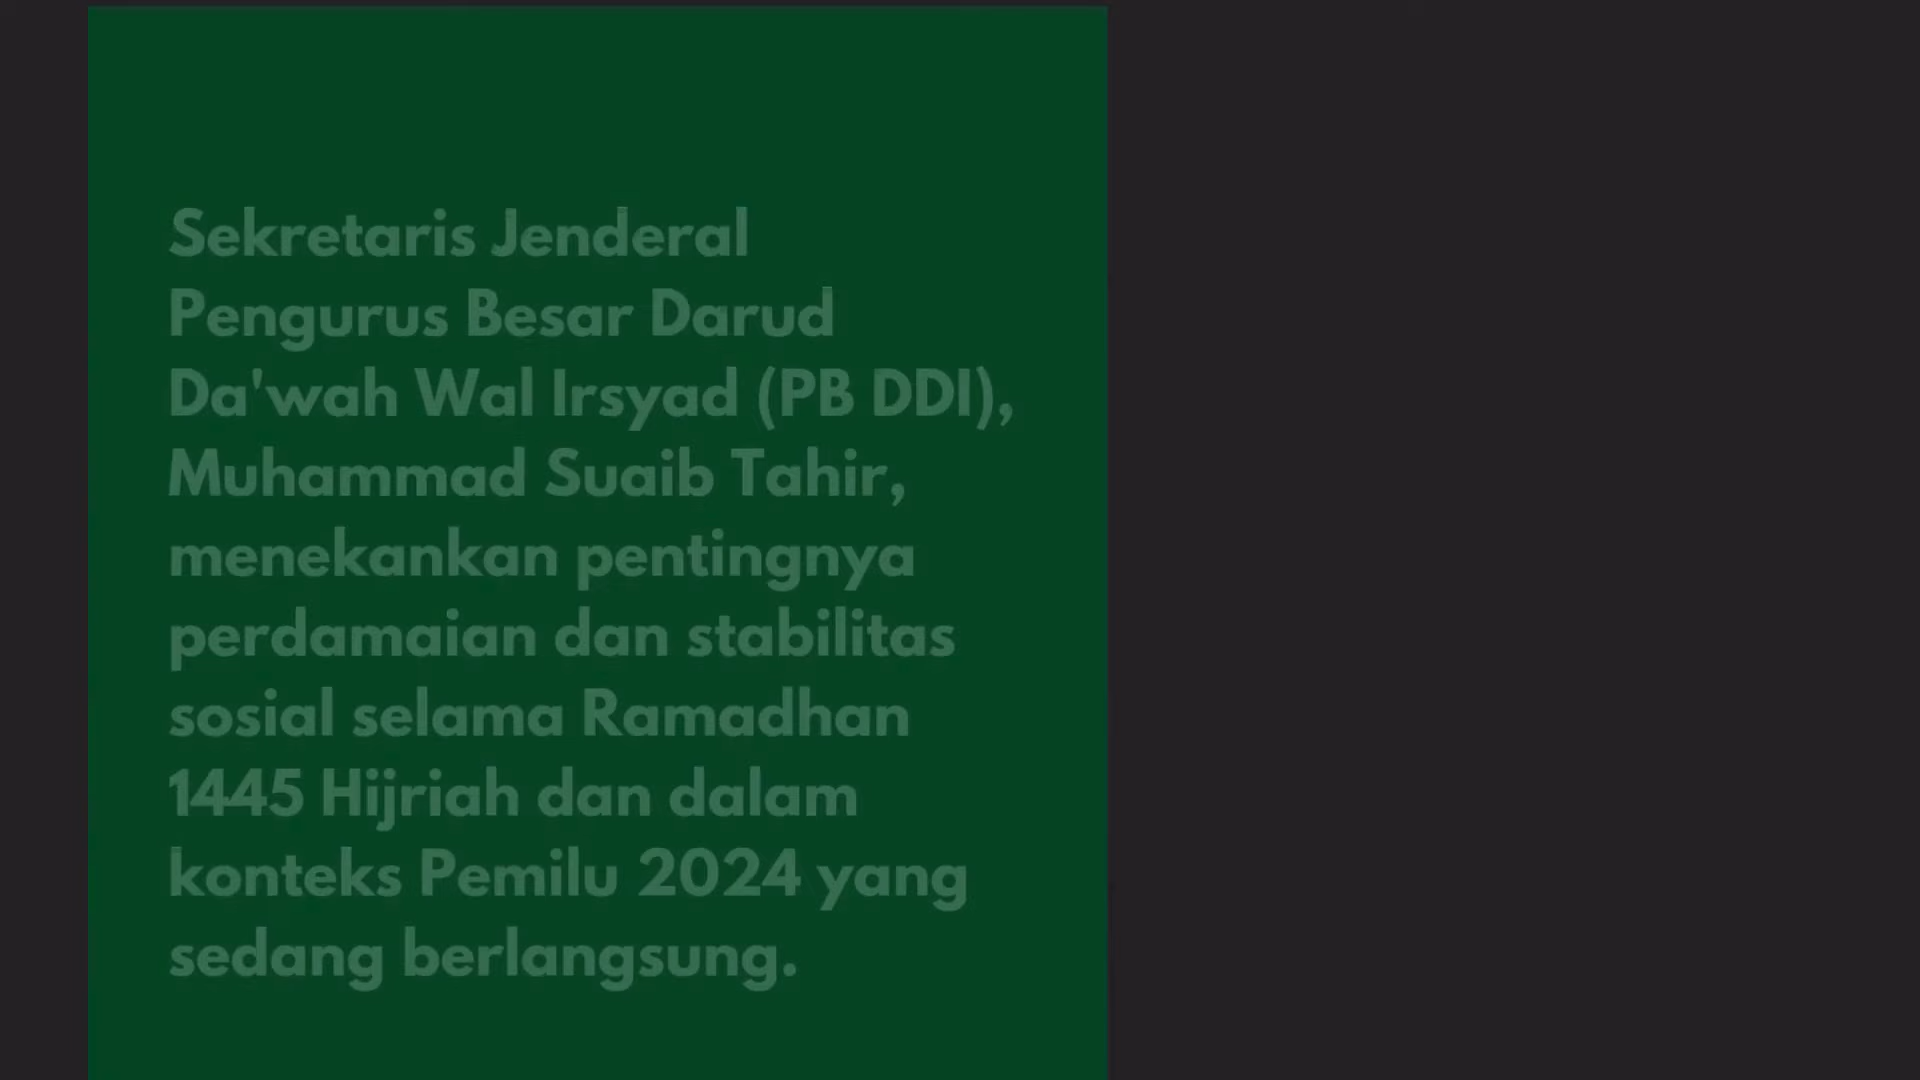 Sekretaris Jenderal
Pengurus Besar Darud
Da'wah Wal Irsyad (PB DDI),
Muhammad Suaib Tahir,
menekankan pentingnya
perdamaian dan stabilitas
sosial selama Ramadhan
1445 Hijriah dan dalam
konteks Pemilu 2024 yang
sedang berlangsung.